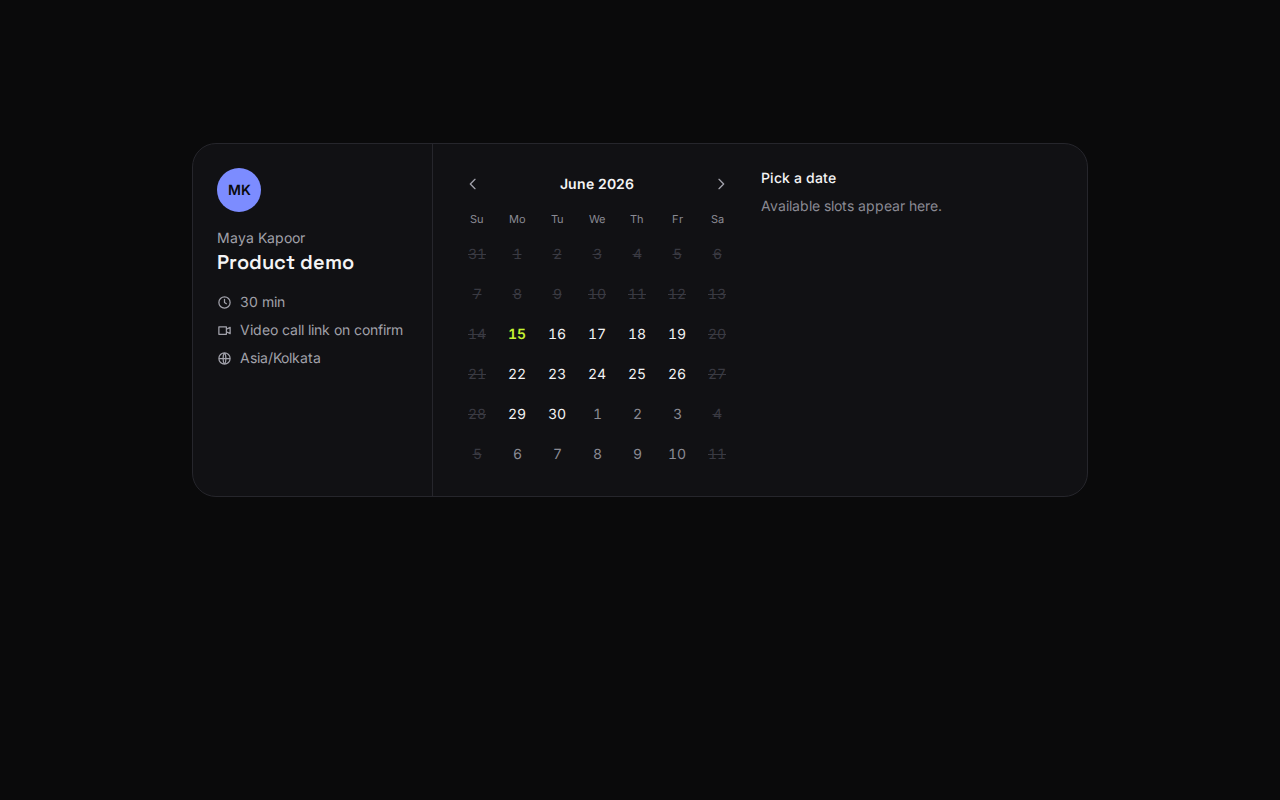 MK
Maya Kapoor
Product demo
30 min
Video call link on confirm
Asia/Kolkata
June 2026
Su Mo Tu We Th Fr Sa
31 1 2 3 4 5 6
7 8 9 10 11 12 13
14 15 16 17 18 19 20
21 22 23 24 25 26 27
28 29 30 1 2 3 4
5 6 7 8 9 10 11
Pick a date
Available slots appear here.